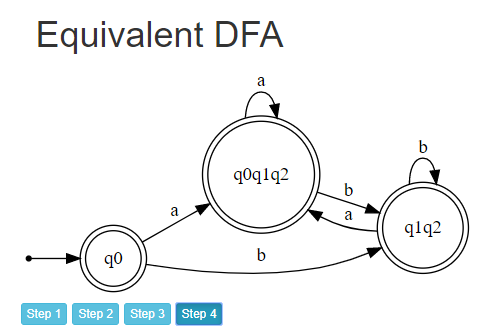 Equivalent DFA
a
q0q1q2
b
b
a
a
q1q2
q0
b
Step 1 Step 2 Step 3 Step 4